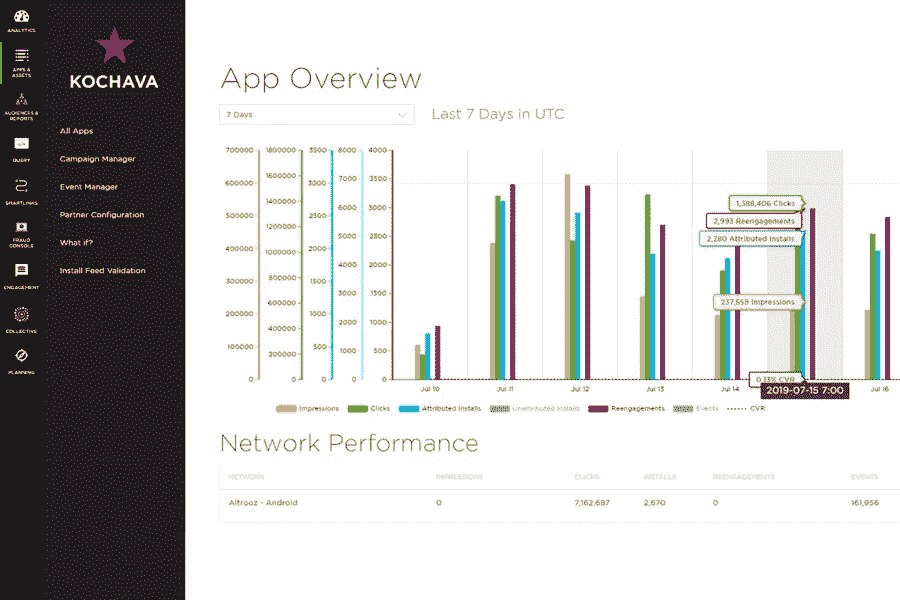 ANALYTICS
APPS &
ASSETS
AUDIENCES &
REPORTS
QUERY
SMARTLINKS
FRAUD
CONSOLE
ENGAGEMENT
COLLECTIVE
PLANNING
KOCHAVA
All Apps
Campaign Manager
Event Manager
Partner Configuration
What if?
Install Feed Validation
App Overview
7 Days
Last 7 Days in UTC
700000 1800000 3500 8000 4000
600000 1600000 3000 7000 3500
500000 1400000 2500 6000 3000
400000 1200000 2000 5000 2500
300000 1000000 1500 4000 2000
200000 800000 1000 3000 1500
100000 600000 500 2000 1000
0 400000 0 1000 500
200000 0 0
0
1,388,406 Clicks
2,993 Reengagements
2,280 Attributed Installs
237,559 Impressions
0.13% CVR
2019-07-15 7:00
Jul 10 Jul 11 Jul 12 Jul 13 Jul 14 Jul 16
Impressions Clicks Attributed Installs Unattributed Installs Reengagements Events CVR
Network Performance
NETWORK IMPRESSIONS CLICKS INSTALLS REENGAGEMENTS EVENTS
Altrooz - Android 0 7,162,687 2,670 0 161,956